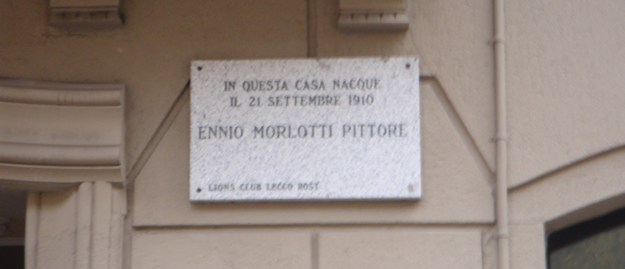 IN QUESTA CASA NACQUE
IL 21 SETTEMBRE 1910
ENNIO MORLOTTI PITTORE
LIONS CLUB LECCO HOST